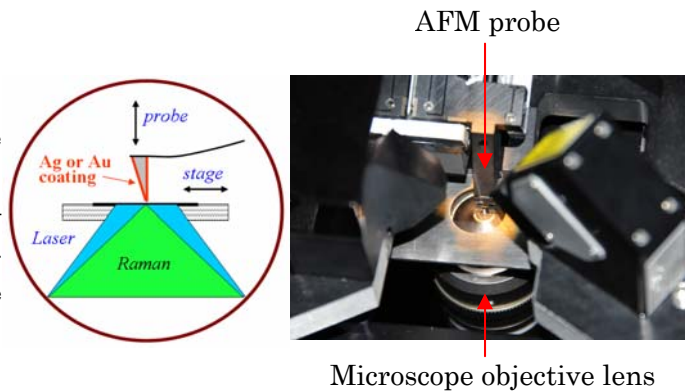 AFM probe
probe
Ag or Au
coating
stage
Laser
Raman
Microscope objective lens